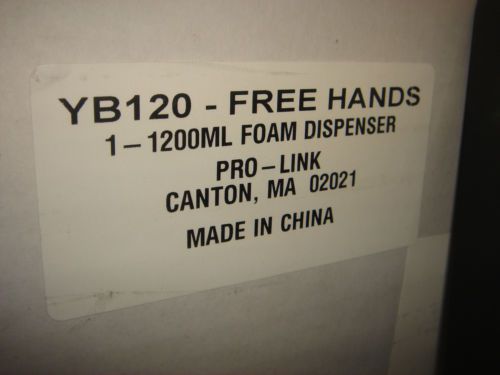 YB120 - FREE HANDS
1-1200ML FOAM DISPENSER
PRO-LINK
CANTON, MA 02021
MADE IN CHINA